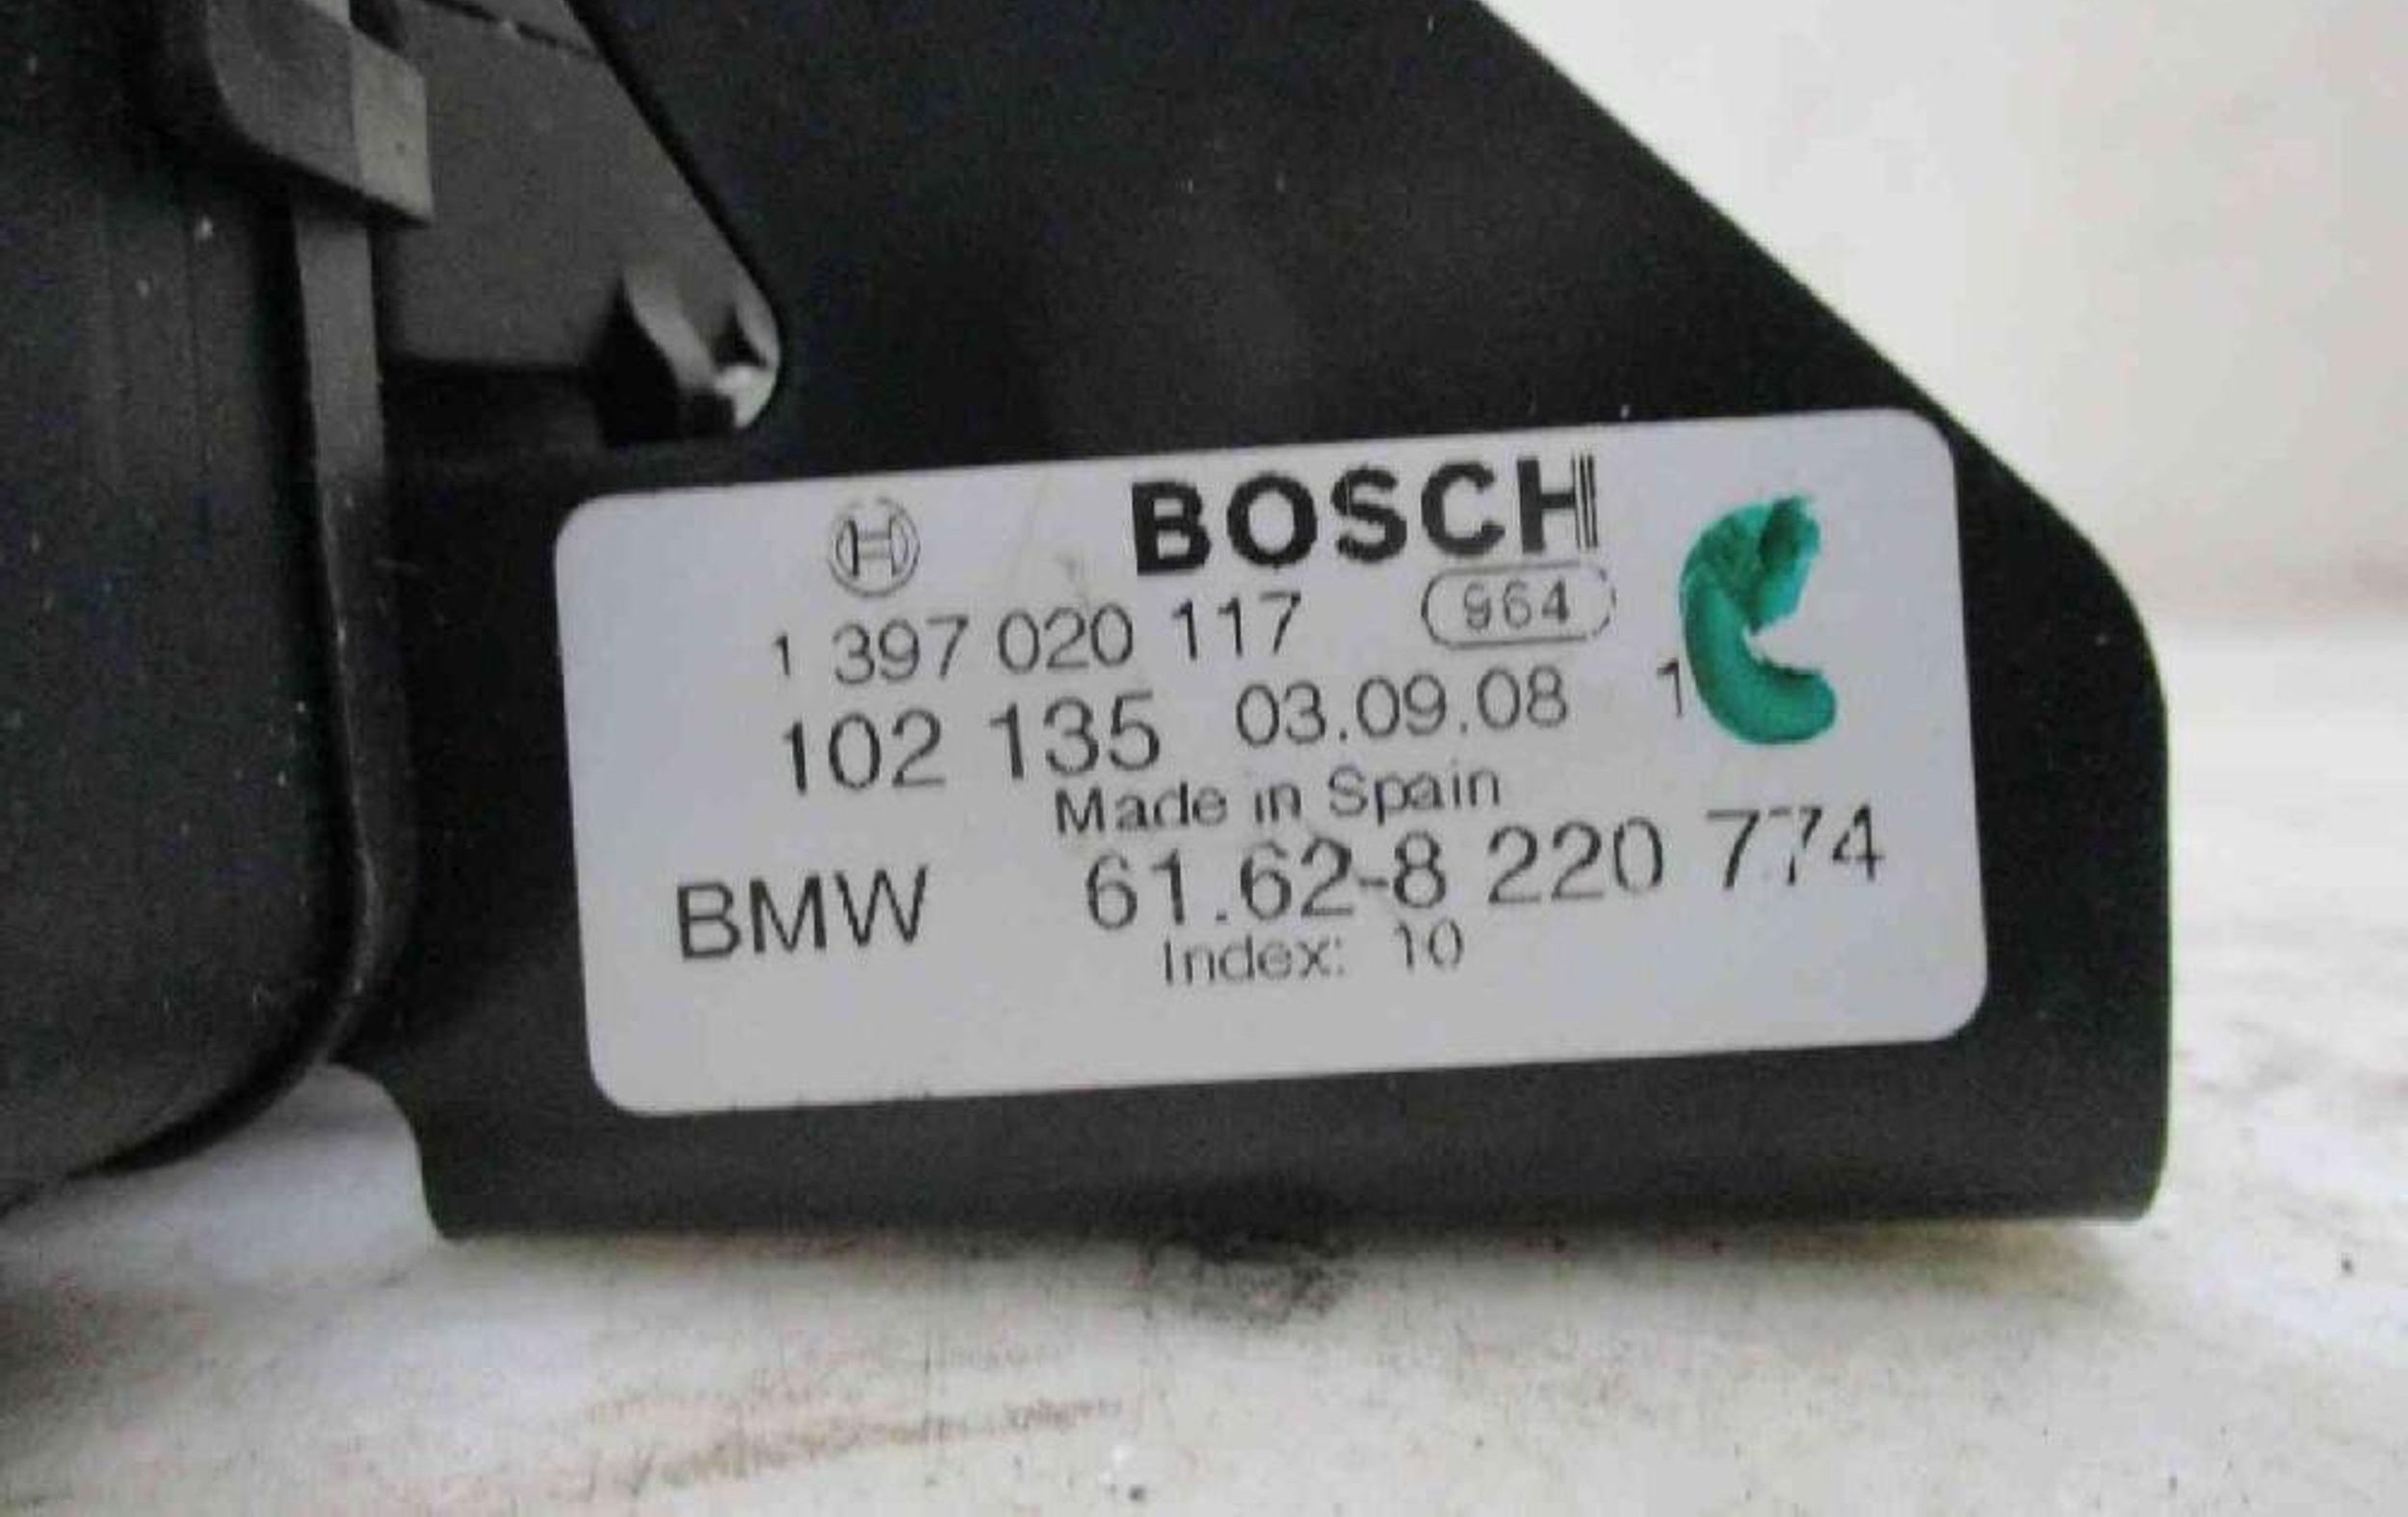 BOSCH
1 397 020 117 964
102 135 03.09.08 1
Made in Spain
BMW 61.62-8 220 774
Index: 10